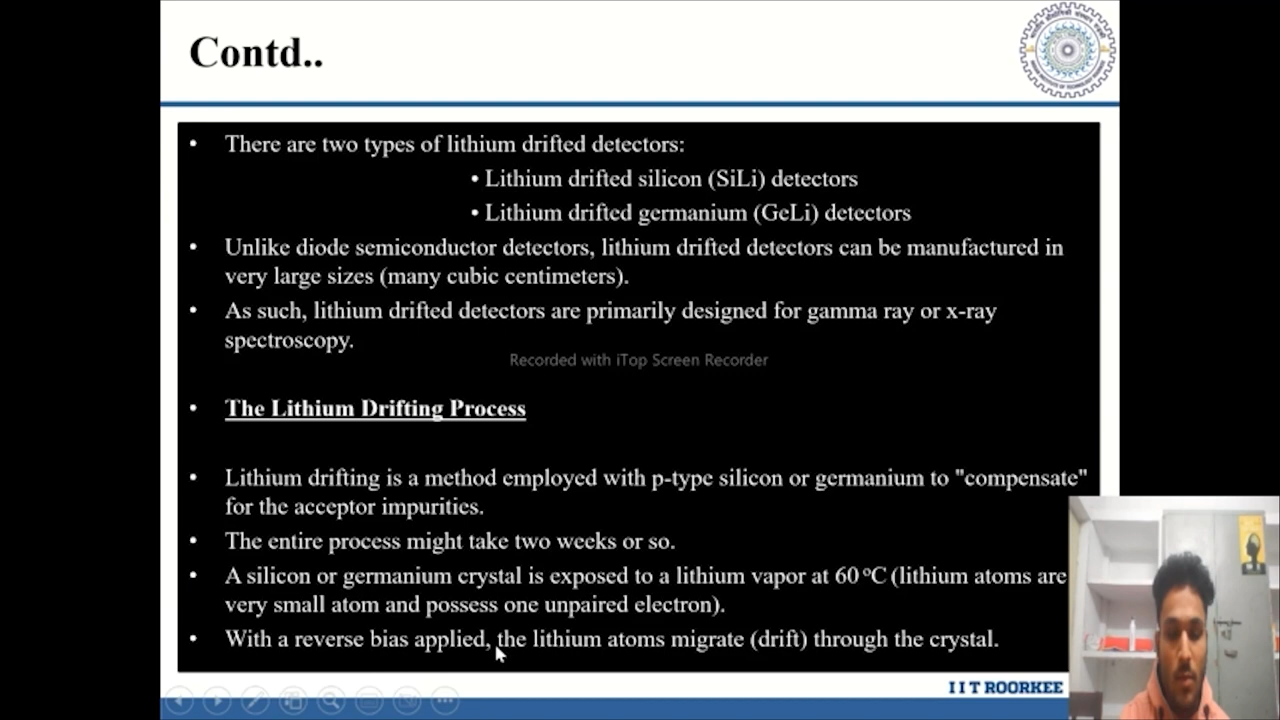 Contd..
• There are two types of lithium drifted detectors:
• Lithium drifted silicon (SiLi) detectors
• Lithium drifted germanium (GeLi) detectors
• Unlike diode semiconductor detectors, lithium drifted detectors can be manufactured in
very large sizes (many cubic centimeters).
• As such, lithium drifted detectors are primarily designed for gamma ray or x-ray
spectroscopy.
Recorded with iTop Screen Recorder
• The Lithium Drifting Process
• Lithium drifting is a method employed with p-type silicon or germanium to "compensate"
for the acceptor impurities.
• The entire process might take two weeks or so.
• A silicon or germanium crystal is exposed to a lithium vapor at 60 ºC (lithium atoms are
very small atom and possess one unpaired electron).
• With a reverse bias applied, the lithium atoms migrate (drift) through the crystal.
I I T ROORKEE